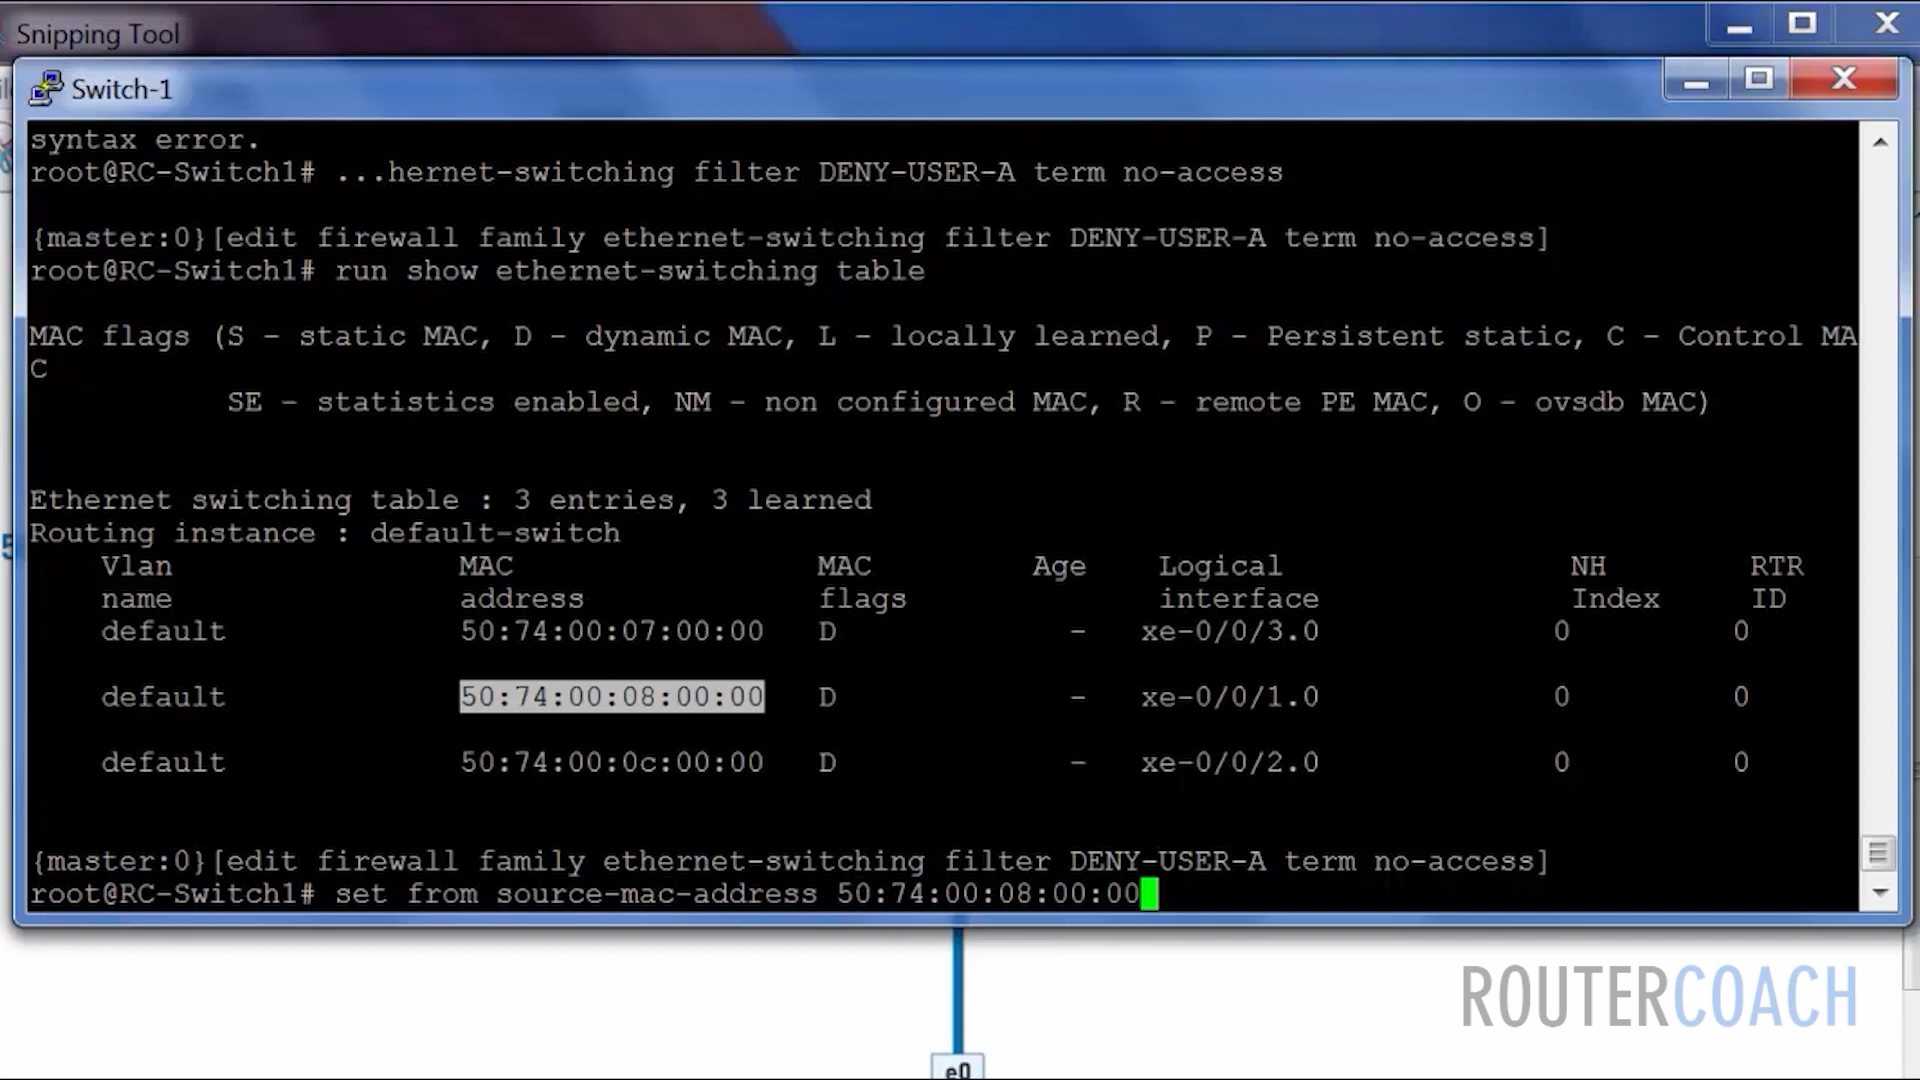 Snipping Tool
Switch-1
syntax error.
root@RC-Switch1# ...hernet-switching filter DENY-USER-A term no-access
{master:0}[edit firewall family ethernet-switching filter DENY-USER-A term no-access]
root@RC-Switch1# run show ethernet-switching table
MAC flags (S - static MAC, D - dynamic MAC, L - locally learned, P - Persistent static, C - Control MA
C
SE - statistics enabled, NM - non configured MAC, R - remote PE MAC, O - ovsdb MAC)
Ethernet switching table : 3 entries, 3 learned
Routing instance : default-switch
Vlan MAC MAC Age Logical NH RTR
name address flags interface Index ID
default 50:74:00:07:00:00 D - xe-0/0/3.0 0 0
default 50:74:00:08:00:00 D - xe-0/0/1.0 0 0
default 50:74:00:0c:00:00 D - xe-0/0/2.0 0 0
{master:0}[edit firewall family ethernet-switching filter DENY-USER-A term no-access]
root@RC-Switch1# set from source-mac-address 50:74:00:08:00:00
ROUTERCOACH
e0